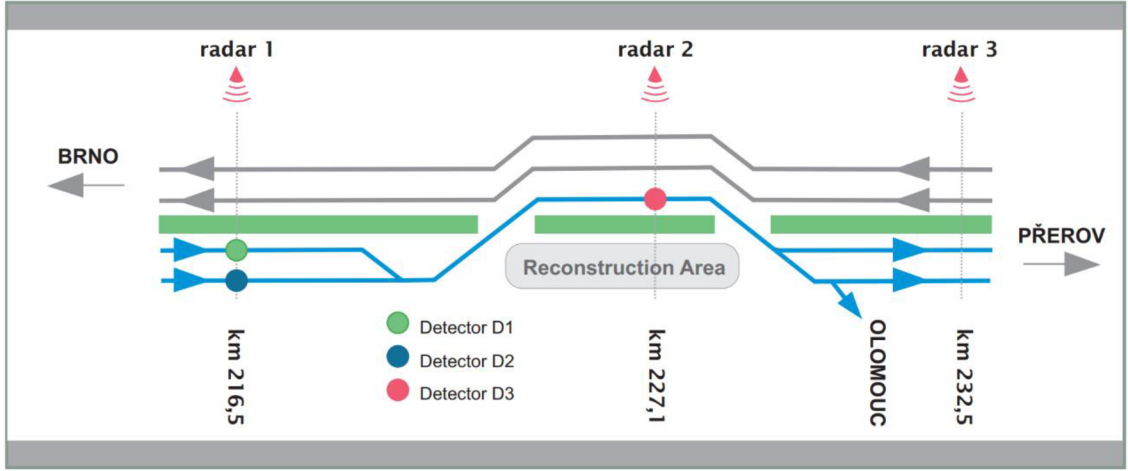 radar 1
radar 2
radar 3
BRNO
PŘEROV
Reconstruction Area
Detector D1
Detector D2
Detector D3
km 216,5
km 227,1
OLOMOUC
km 232,5